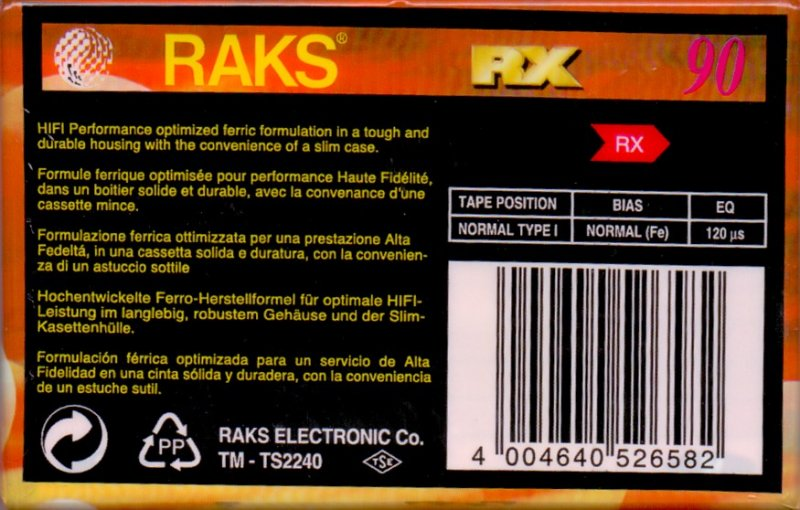 RAKS®
RX
90
HIFI Performance optimized ferric formulation in a tough and
durable housing with the convenience of a slim case.
Formule ferrique optimisée pour performance Haute Fidélité,
dans un boitier solide et durable, avec la convenance d'une
cassette mince.
Formulazione ferrica ottimizzata per una prestazione Alta
Fedeltá, in una cassetta solida e duratura, con la convenien-
za di un astuccio sottile
Hochentwickelte Ferro-Herstellformel für optimale HIFI-
Leistung im langlebig, robustem Gehäuse und der Slim-
Kasettenhülle.
Formulación férrica optimizada para un servicio de Alta
Fidelidad en una cinta sólida y duradera, con la conveniencia
de un estuche sutil.
PP
RAKS ELECTRONIC Co.
TM - TS2240
TSE
RX
TAPE POSITION BIAS EQ
NORMAL TYPE I NORMAL (Fe) 120 µs
4 004640 526582